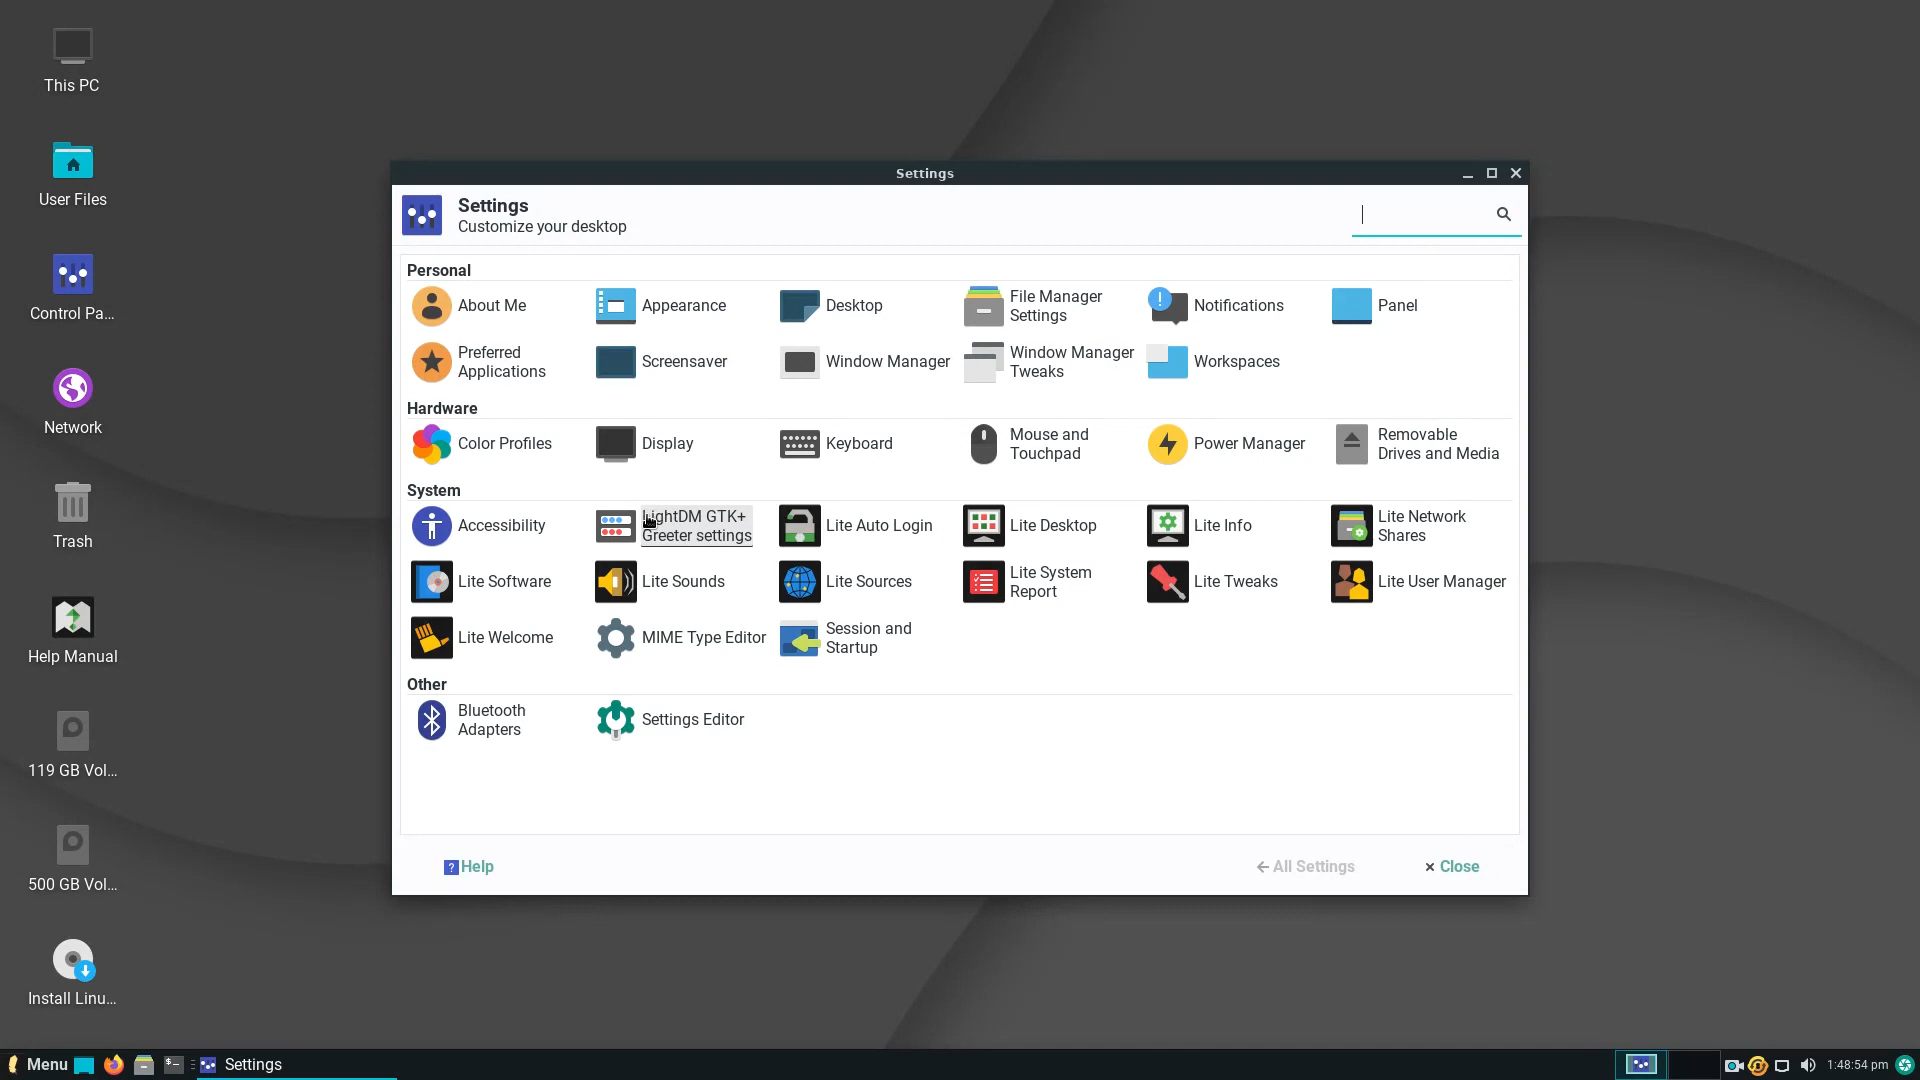 This PC
User Files
Control Pa...
Network
Trash
Help Manual
119 GB Vol...
500 GB Vol...
Install Linu...
Settings
Settings
Customize your desktop
Personal
About Me
Appearance
Desktop
File Manager
Settings
Notifications
Panel
Preferred
Applications
Screensaver
Window Manager
Window Manager
Tweaks
Workspaces
Hardware
Color Profiles
Display
Keyboard
Mouse and
Touchpad
Power Manager
Removable
Drives and Media
System
Accessibility
LightDM GTK+
Greeter settings
Lite Auto Login
Lite Desktop
Lite Info
Lite Network
Shares
Lite Software
Lite Sounds
Lite Sources
Lite System
Report
Lite Tweaks
Lite User Manager
Lite Welcome
MIME Type Editor
Session and
Startup
Other
Bluetooth
Adapters
Settings Editor
Help
All Settings
Close
Menu
Settings
1:48:54 pm